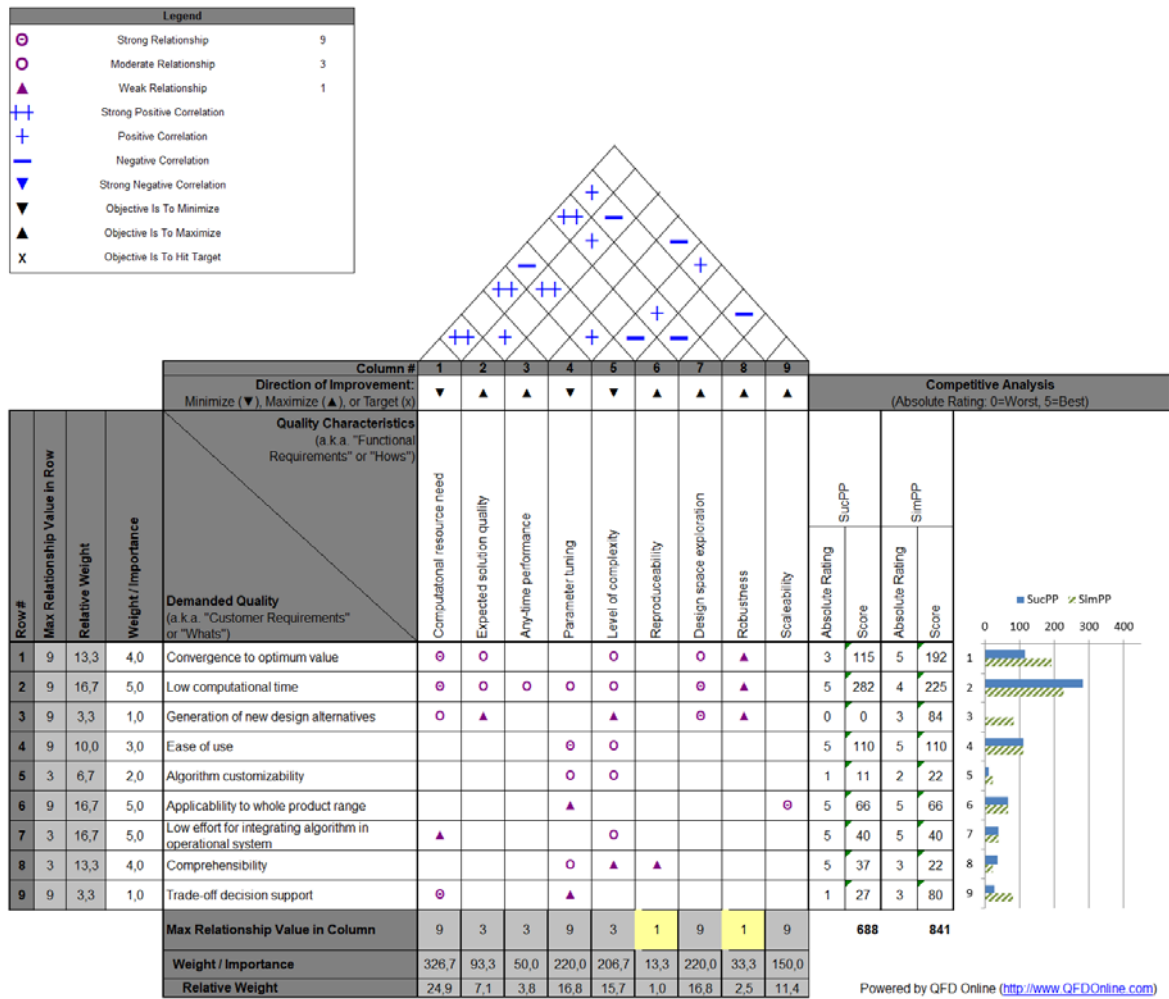 Legend
Strong Relationship 9
Moderate Relationship 3
Weak Relationship 1
Strong Positive Correlation
Positive Correlation
Negative Correlation
Strong Negative Correlation
Objective Is To Minimize
Objective Is To Maximize
X Objective Is To Hit Target
Column # 1 2 3 4 5 6 7 8 9
Direction of Improvement:
Minimize (▼), Maximize (▲), or Target (x)
Competitive Analysis
(Absolute Rating: 0=Worst, 5=Best)
Row #
Max Relationship Value in Row
Relative Weight
Weight / Importance
Quality Characteristics
(a.k.a. "Functional
Requirements" or "Hows")
Demanded Quality
(a.k.a. "Customer Requirements"
or "Whats")
Computatonal resource need
Expected solution quality
Any-time performance
Parameter tuning
Level of complexity
Reproduceability
Design space exploration
Robustness
Scaleability
SucPP
SimPP
Absolute Rating
Score
Absolute Rating
Score
SucPP SimPP
0 100 200 300 400
1 9 13,3 4,0 Convergence to optimum value 3 115 5 192 1
2 9 16,7 5,0 Low computational time 5 282 4 225 2
3 9 3,3 1,0 Generation of new design alternatives 0 0 3 84 3
4 9 10,0 3,0 Ease of use 5 110 5 110 4
5 3 6,7 2,0 Algorithm customizability 1 11 2 22 5
6 9 16,7 5,0 Applicablility to whole product range 5 66 5 66 6
7 3 16,7 5,0 Low effort for integrating algorithm in
operational system 5 40 5 40 7
8 3 13,3 4,0 Comprehensibility 5 37 3 22 8
9 9 3,3 1,0 Trade-off decision support 1 27 3 80 9
Max Relationship Value in Column 9 3 3 9 3 1 9 1 9 688 841
Weight / Importance 326,7 93,3 50,0 220,0 206,7 13,3 220,0 33,3 150,0
Relative Weight 24,9 7,1 3,8 16,8 15,7 1,0 16,8 2,5 11,4
Powered by QFD Online (http://www.QFDOnline.com)